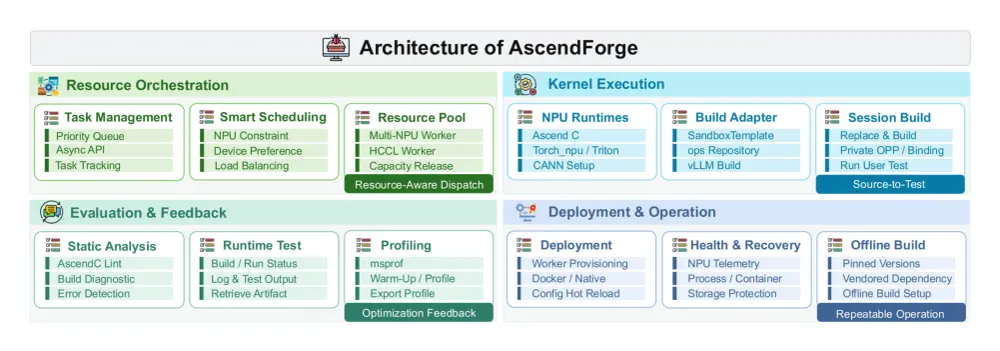 Architecture of AscendForge
Resource Orchestration
Task Management
Priority Queue
Async API
Task Tracking
Smart Scheduling
NPU Constraint
Device Preference
Load Balancing
Resource Pool
Multi-NPU Worker
HCCL Worker
Capacity Release
Resource-Aware Dispatch
Kernel Execution
NPU Runtimes
Ascend C
Torch_npu / Triton
CANN Setup
Build Adapter
SandboxTemplate
ops Repository
vLLM Build
Session Build
Replace & Build
Private OPP / Binding
Run User Test
Source-to-Test
Evaluation & Feedback
Static Analysis
AscendC Lint
Build Diagnostic
Error Detection
Runtime Test
Build / Run Status
Log & Test Output
Retrieve Artifact
Profiling
msprof
Warm-Up / Profile
Export Profile
Optimization Feedback
Deployment & Operation
Deployment
Worker Provisioning
Docker / Native
Config Hot Reload
Health & Recovery
NPU Telemetry
Process / Container
Storage Protection
Offline Build
Pinned Versions
Vendored Dependency
Offline Build Setup
Repeatable Operation